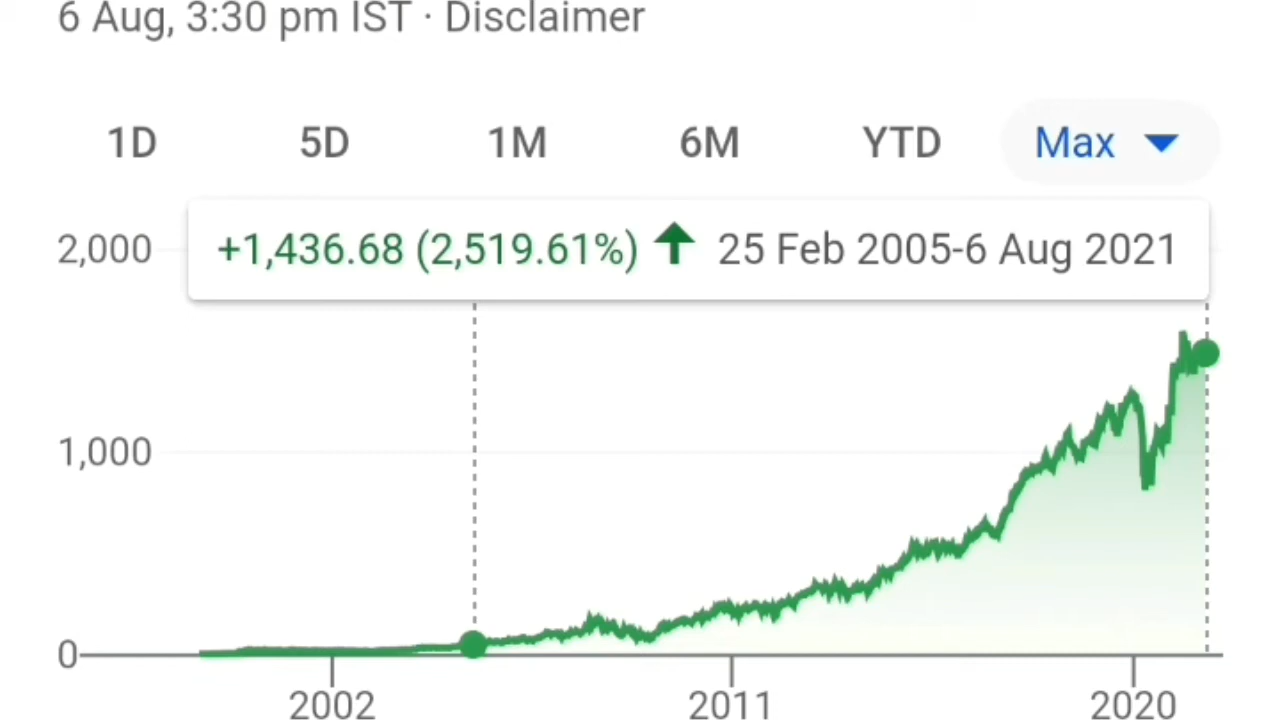 6 Aug, 3:30 pm IST · Disclaimer
1D 5D 1M 6M YTD Max
+1,436.68 (2,519.61%) ↑ 25 Feb 2005-6 Aug 2021
2,000
1,000
0
2002 2011 2020